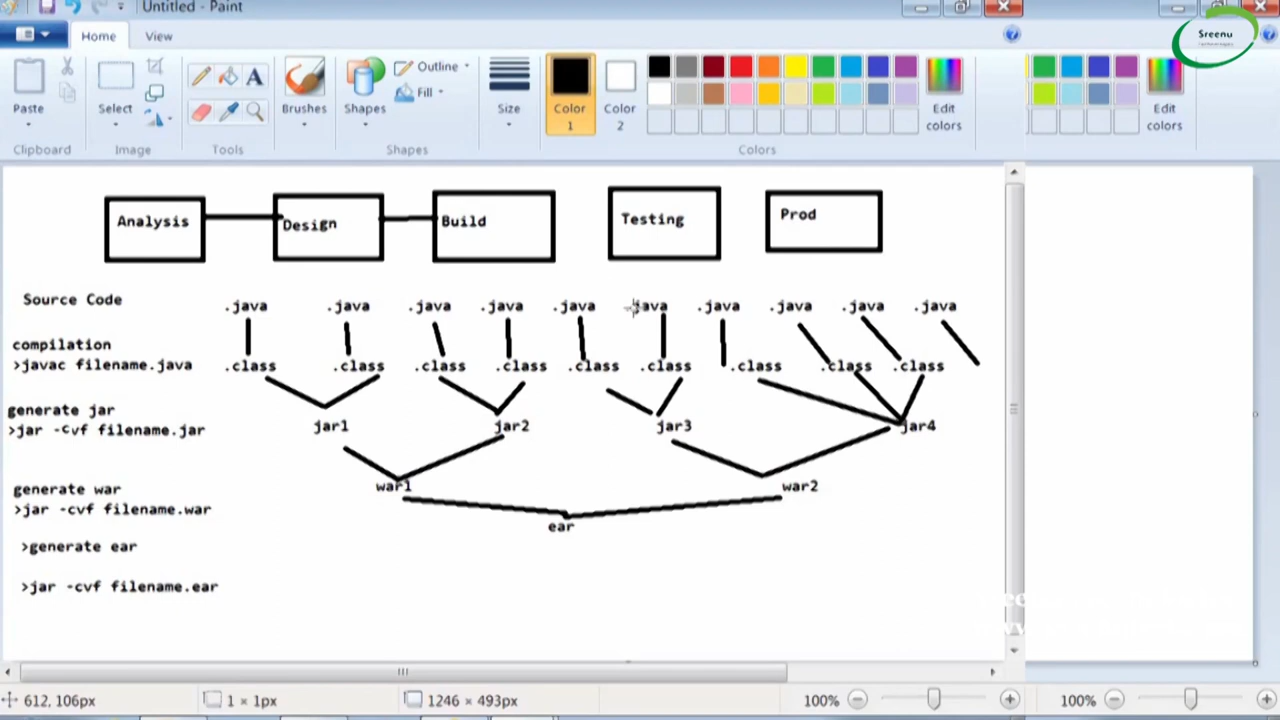 Untitled - Paint
Home
View
Sreenu
Paste
Select
Brushes
Shapes
Outline
Fill
Size
Color 1
Color 2
Edit colors
Edit colors
Clipboard
Image
Tools
Shapes
Colors
Analysis
Design
Build
Testing
Prod
Source Code
.java .java .java .java .java .java .java .java .java .java
compilation
>javac filename.java
.class .class .class .class .class .class .class .class .class
generate jar
>jar -cvf filename.jar
jar1 jar2 jar3 jar4
generate war
>jar -cvf filename.war
war1 war2
ear
>generate ear
>jar -cvf filename.ear
612, 106px
1 × 1px
1246 × 493px
100%
100%